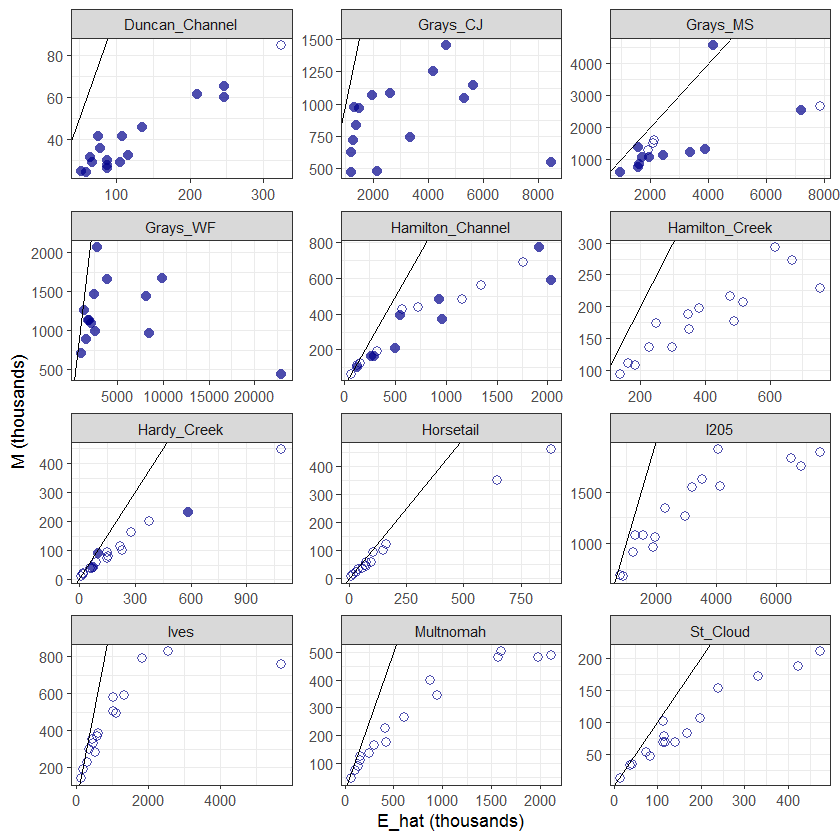 Duncan_Channel Grays_CJ Grays_MS
80
60
40
100 200 300
1500
1250
1000
750
500
2000 4000 6000 8000
4000
3000
2000
1000
2000 4000 6000 8000
Grays_WF Hamilton_Channel Hamilton_Creek
2000
1500
1000
500
5000 10000 15000 20000
800
600
400
200
0 500 1000 1500 2000
300
250
200
150
100
200 400 600
M (thousands)
Hardy_Creek Horsetail I205
400
300
200
100
0
0 300 600 900
400
300
200
100
0
0 250 500 750
1500
1000
2000 4000 6000
Ives Multnomah St_Cloud
800
600
400
200
0 2000 4000
500
400
300
200
100
0 500 1000 1500 2000
200
150
100
50
0 100 200 300 400
E_hat (thousands)